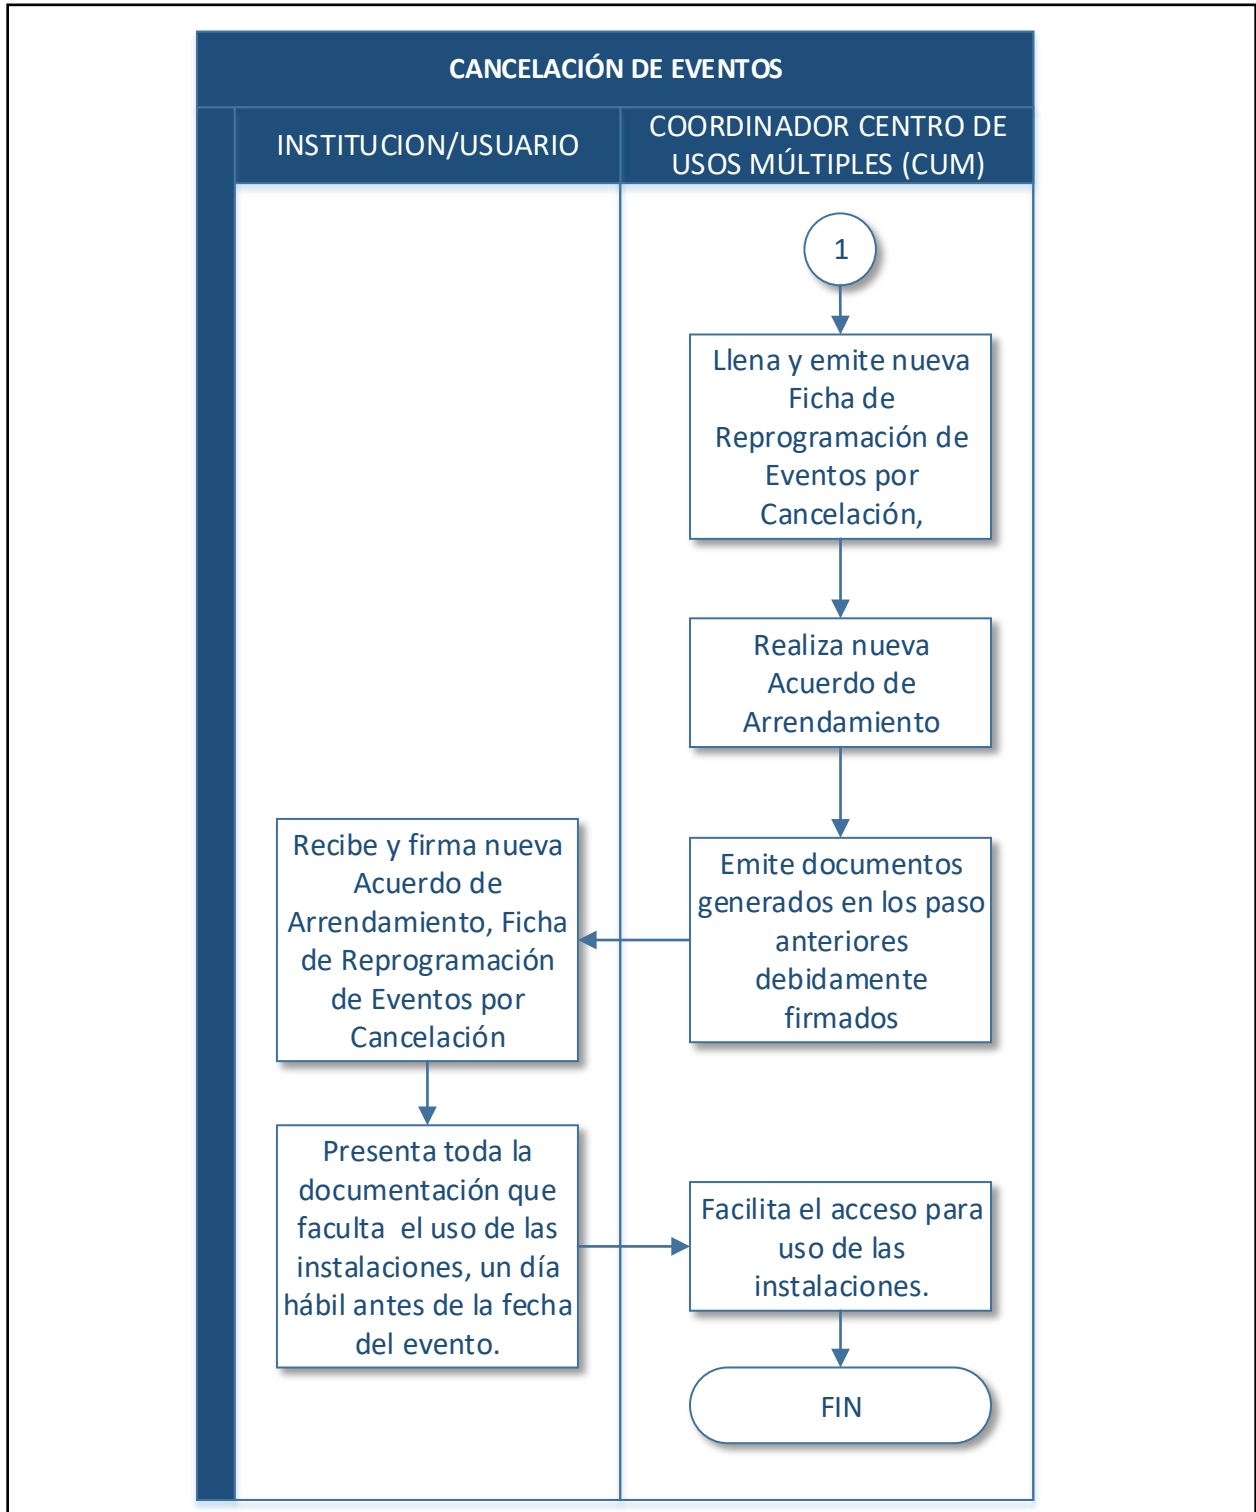 CANCELACIÓN DE EVENTOS
INSTITUCION/USUARIO
COORDINADOR CENTRO DE
USOS MÚLTIPLES (CUM)
1
Llena y emite nueva
Ficha de
Reprogramación de
Eventos por
Cancelación,
Realiza nueva
Acuerdo de
Arrendamiento
Emite documentos
generados en los paso
anteriores
debidamente
firmados
Recibe y firma nueva
Acuerdo de
Arrendamiento, Ficha
de Reprogramación
de Eventos por
Cancelación
Presenta toda la
documentación que
faculta  el uso de las
instalaciones, un día
hábil antes de la fecha
del evento.
Facilita el acceso para
uso de las
instalaciones.
FIN